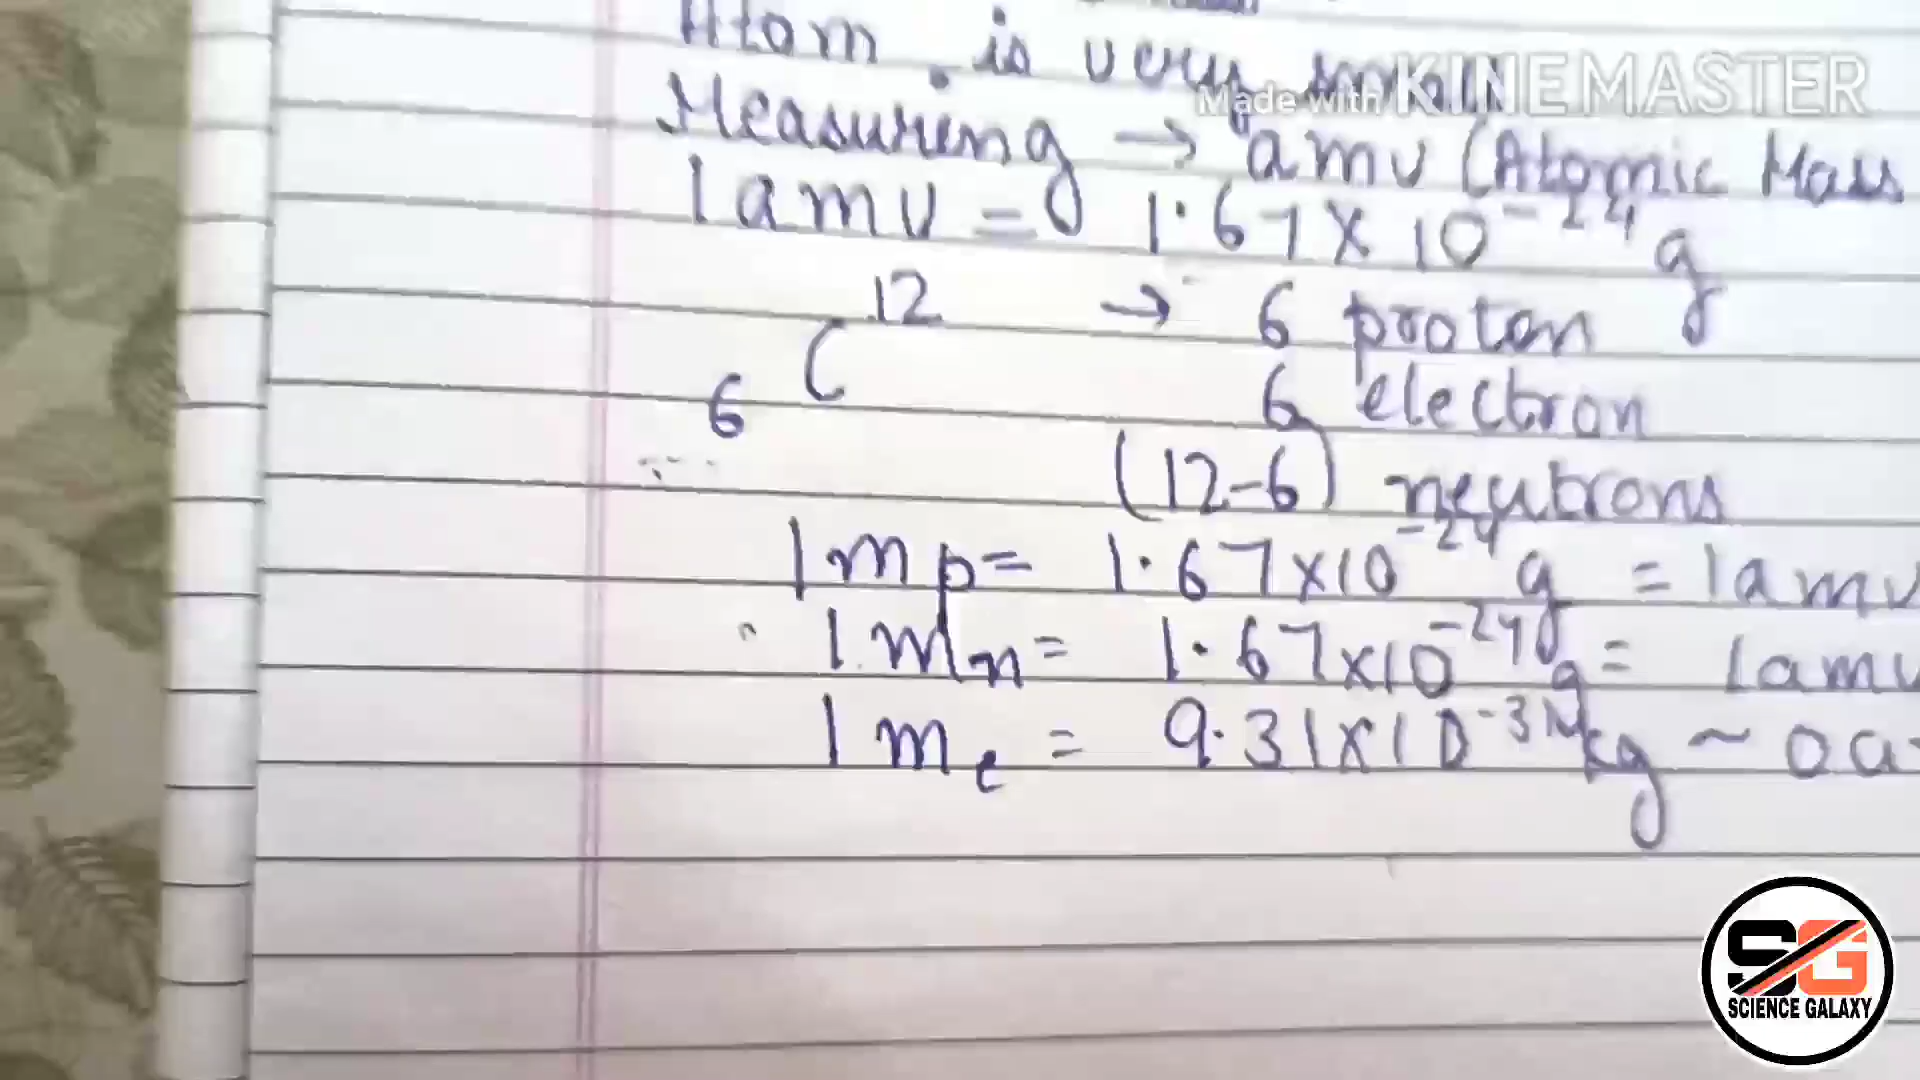 Atom is very small
Made with KINEMASTER
Measuring → amu (Atomic Mass
1 amu = 1.67 × 10⁻²⁴ g
₆C¹² → 6 proton
6 electron
(12-6) neutrons
1 mp = 1.67×10⁻²⁴ g = 1 amu
1 mn = 1.67×10⁻²⁴ g = 1 amu
1 me = 9.31×10⁻³¹ kg ~ 0 a
SG
SCIENCE GALAXY